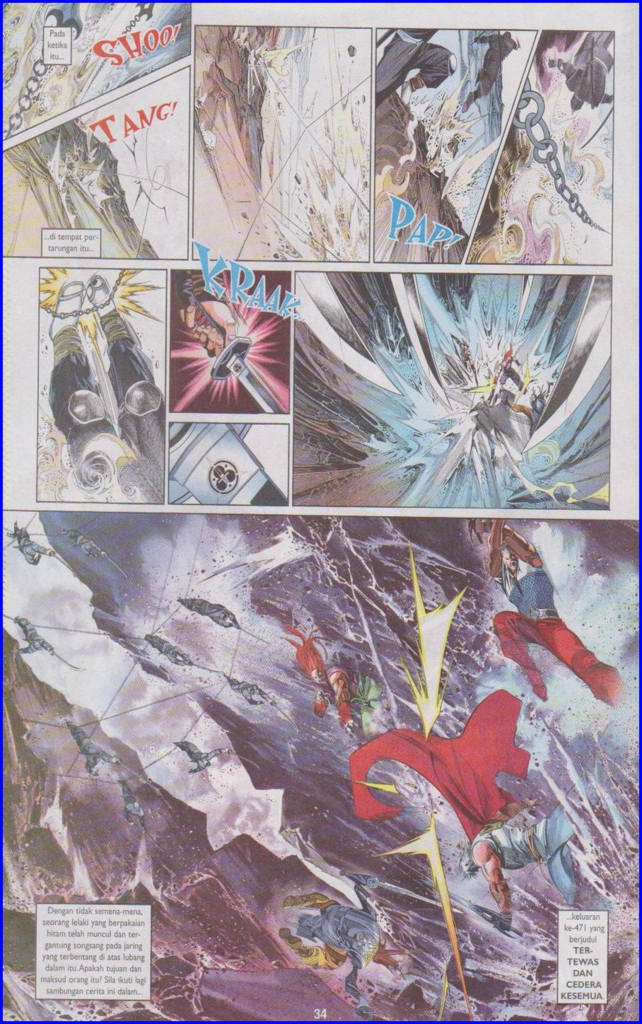 Pada
ketika
itu...
SHOO!
TANG!
...di tempat per-
tarungan itu...
PAP!
KRAAK..
Dengan tidak semena-mena,
seorang lelaki yang berpakaian
hitam telah muncul dan ter-
gantung songsang pada jaring
yang terbentang di atas lubang
dalam itu. Apakah tujuan dan
maksud orang itu? Sila ikuti lagi
sambungan cerita ini dalam...
...keluaran
ke-471 yang
berjudul
TER-
TEWAS
DAN
CEDERA
KESEMUA.
34